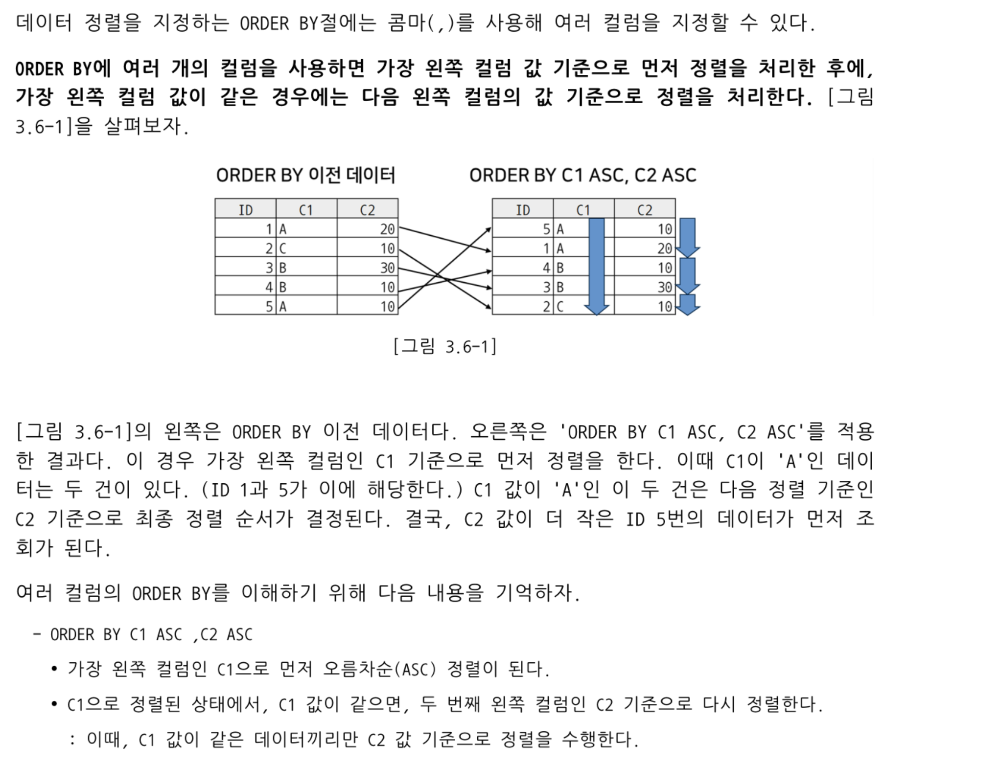 데이터 정렬을 지정하는 ORDER BY절에는 콤마(,)를 사용해 여러 컬럼을 지정할 수 있다.
ORDER BY에 여러 개의 컬럼을 사용하면 가장 왼쪽 컬럼 값 기준으로 먼저 정렬을 처리한 후에,
가장 왼쪽 컬럼 값이 같은 경우에는 다음 왼쪽 컬럼의 값 기준으로 정렬을 처리한다. [그림
3.6-1]을 살펴보자.
ORDER BY 이전 데이터
ID C1 C2
1 A 20
2 C 10
3 B 30
4 B 10
5 A 10
ORDER BY C1 ASC, C2 ASC
ID C1 C2
5 A 10
1 A 20
4 B 10
3 B 30
2 C 10
[그림 3.6-1]
[그림 3.6-1]의 왼쪽은 ORDER BY 이전 데이터다. 오른쪽은 'ORDER BY C1 ASC, C2 ASC'를 적용
한 결과다. 이 경우 가장 왼쪽 컬럼인 C1 기준으로 먼저 정렬을 한다. 이때 C1이 'A'인 데이
터는 두 건이 있다. (ID 1과 5가 이에 해당한다.) C1 값이 'A'인 이 두 건은 다음 정렬 기준인
C2 기준으로 최종 정렬 순서가 결정된다. 결국, C2 값이 더 작은 ID 5번의 데이터가 먼저 조
회가 된다.
여러 컬럼의 ORDER BY를 이해하기 위해 다음 내용을 기억하자.
- ORDER BY C1 ASC ,C2 ASC
• 가장 왼쪽 컬럼인 C1으로 먼저 오름차순(ASC) 정렬이 된다.
• C1으로 정렬된 상태에서, C1 값이 같으면, 두 번째 왼쪽 컬럼인 C2 기준으로 다시 정렬한다.
: 이때, C1 값이 같은 데이터끼리만 C2 값 기준으로 정렬을 수행한다.